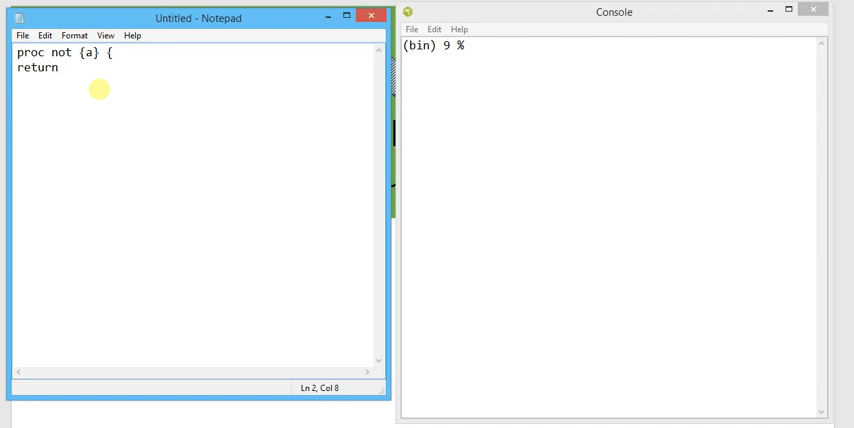 Untitled - Notepad
File Edit Format View Help
proc not {a} {
return
Ln 2, Col 8
Console
File Edit Help
(bin) 9 %